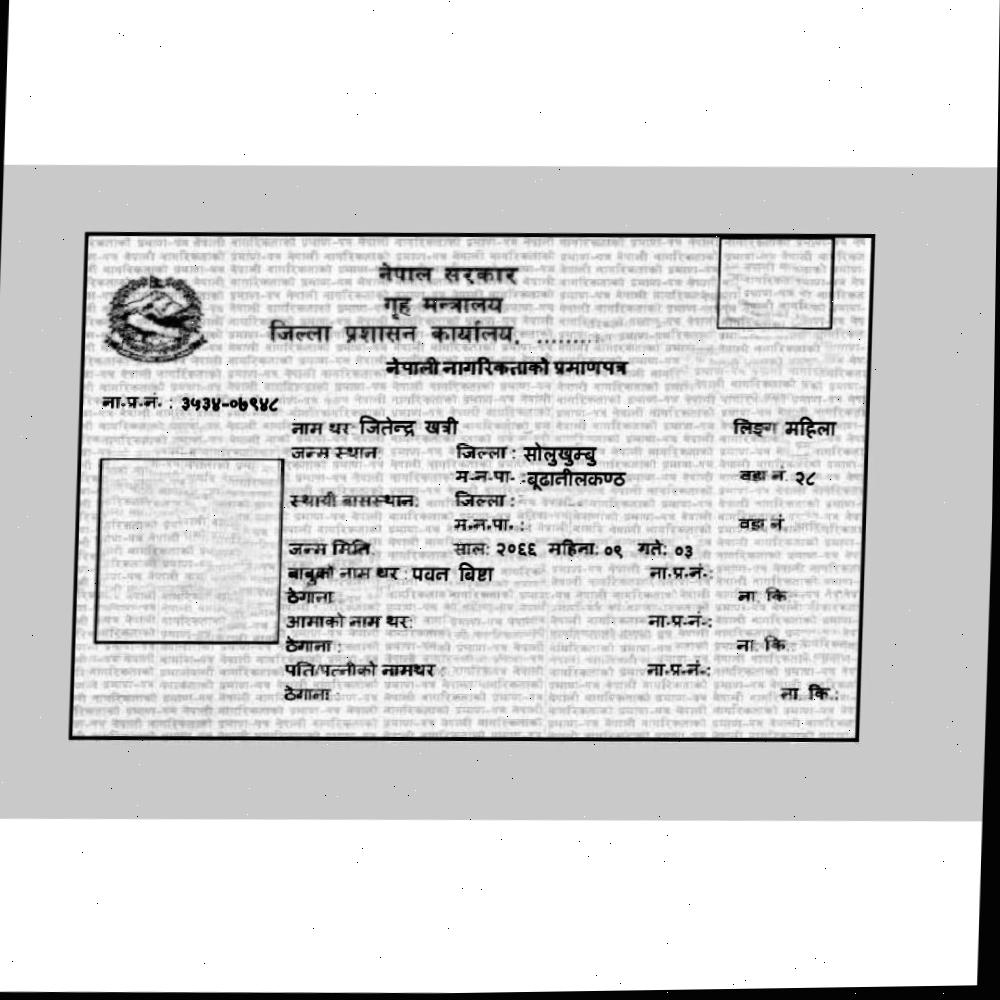 नेपाल सरकार
गृह मन्त्रालय
जिल्ला प्रशासन कार्यालय, ........
नेपाली नागरिकताको प्रमाणपत्र
ना.प्र.नं. : ३५३४-०७९४८
नाम थर: जितेन्द्र खत्री लिङ्ग महिला
जन्म स्थान: जिल्ला : सोलुखुम्बु
म.न.पा. : बूढानीलकण्ठ वडा नं. २८
स्थायी बासस्थान: जिल्ला :
म.न.पा. : वडा नं.
जन्म मिति: साल: २०६६ महिना: ०९ गते: ०३
बाबुको नाम थर : पवन बिष्टा ना.प्र.नं.:
ठेगाना : ना. कि.:
आमाको नाम थर: ना.प्र.नं.:
ठेगाना : ना. कि.:
पति/पत्नीको नामथर : ना.प्र.नं.:
ठेगाना : ना. कि.: